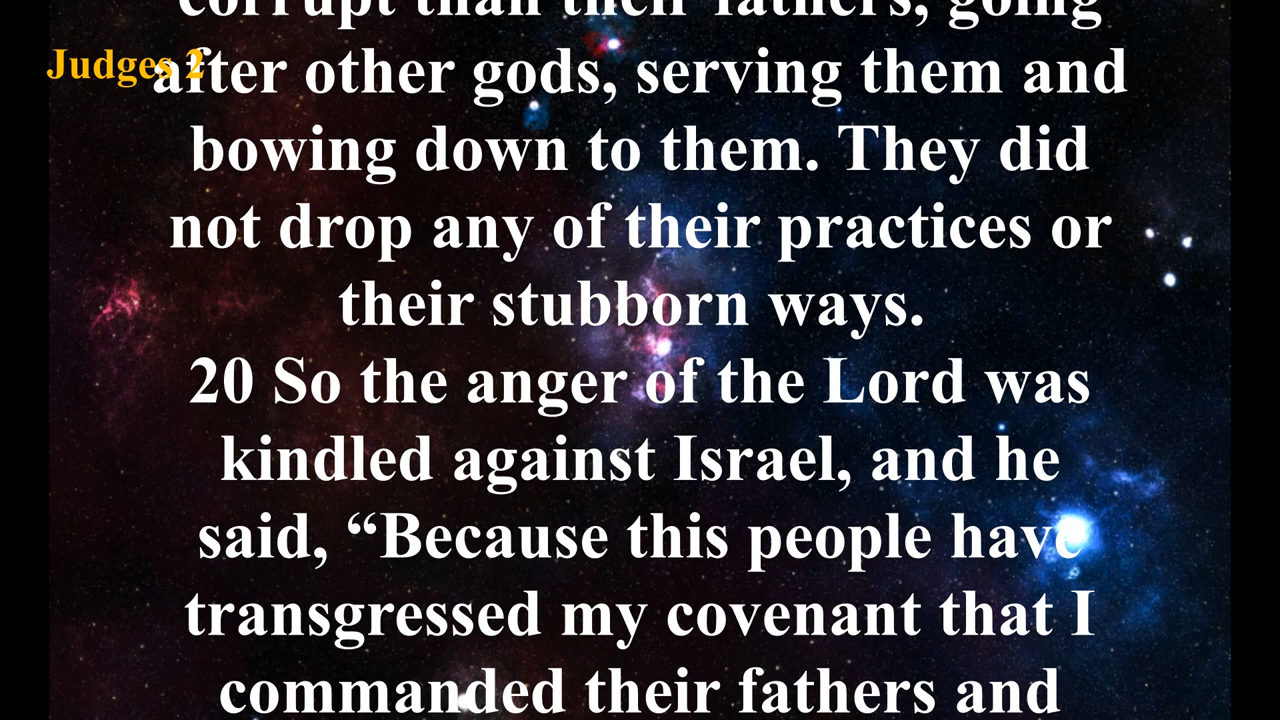 corrupt than their fathers, going
Judges 2
after other gods, serving them and
bowing down to them. They did
not drop any of their practices or
their stubborn ways.
20 So the anger of the Lord was
kindled against Israel, and he
said, “Because this people have
transgressed my covenant that I
commanded their fathers and